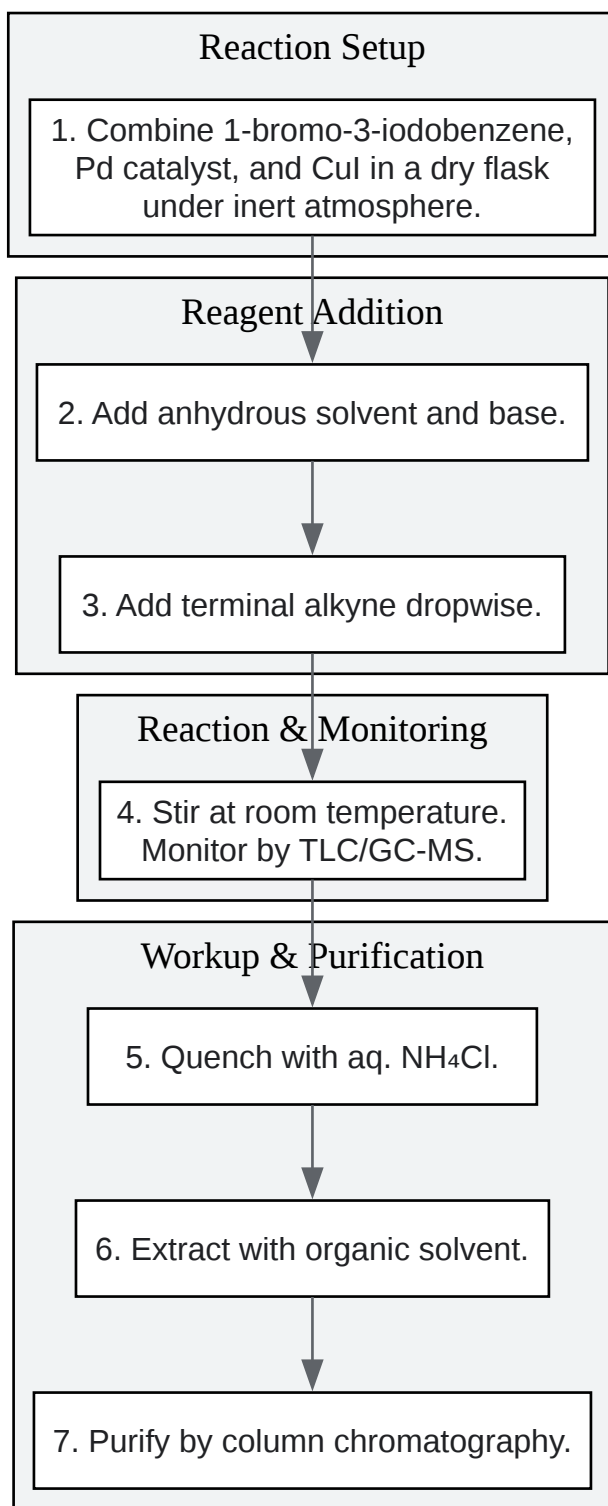 Reaction Setup
1. Combine 1-bromo-3-iodobenzene,
Pd catalyst, and CuI in a dry flask
under inert atmosphere.
Reagent Addition
2. Add anhydrous solvent and base.
3. Add terminal alkyne dropwise.
Reaction & Monitoring
4. Stir at room temperature.
Monitor by TLC/GC-MS.
Workup & Purification
5. Quench with aq. NH₄Cl.
6. Extract with organic solvent.
7. Purify by column chromatography.